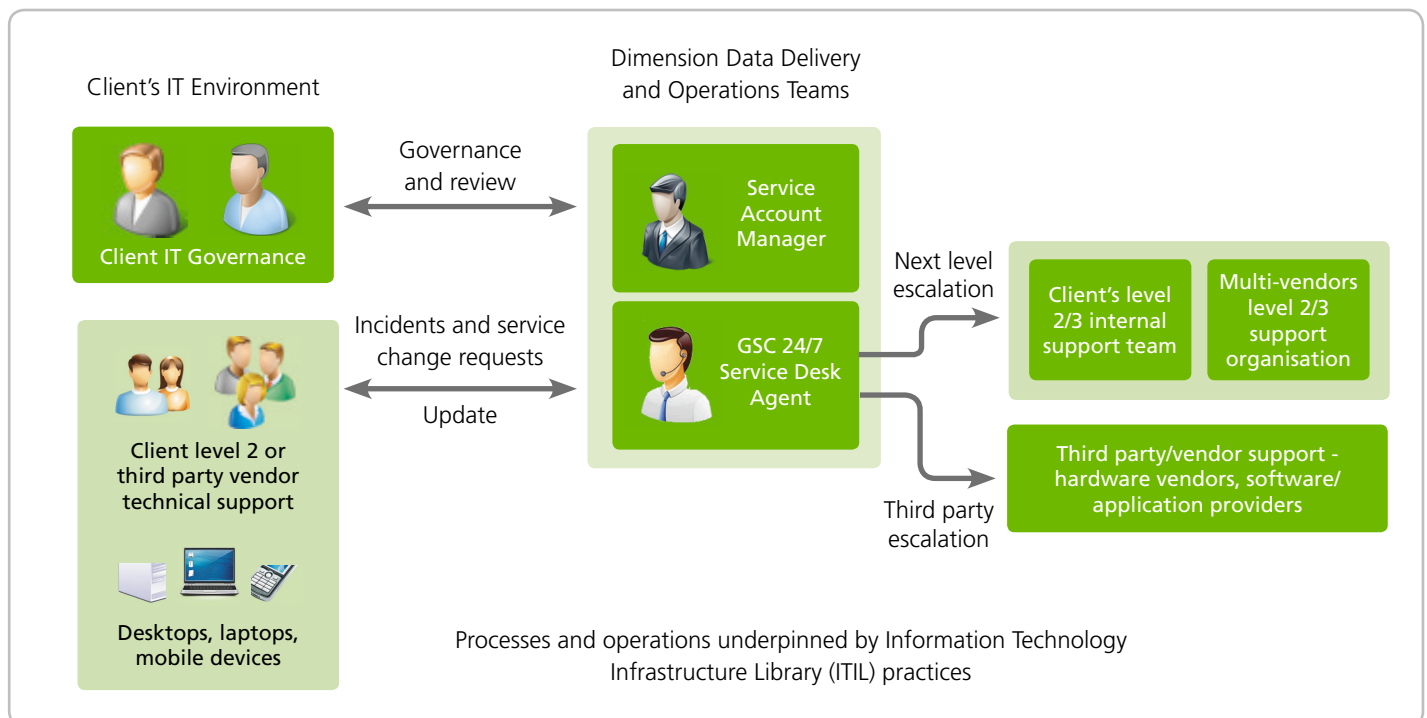 Client's IT Environment
Dimension Data Delivery
and Operations Teams
Client IT Governance
Governance
and review
Service
Account
Manager
Incidents and service
change requests
Update
GSC 24/7
Service Desk
Agent
Client level 2 or
third party vendor
technical support
Desktops, laptops,
mobile devices
Next level
escalation
Client’s level
2/3 internal
support team
Multi-vendors
level 2/3
support
organisation
Third party
escalation
Third party/vendor support -
hardware vendors, software/
application providers
Processes and operations underpinned by Information Technology
Infrastructure Library (ITIL) practices